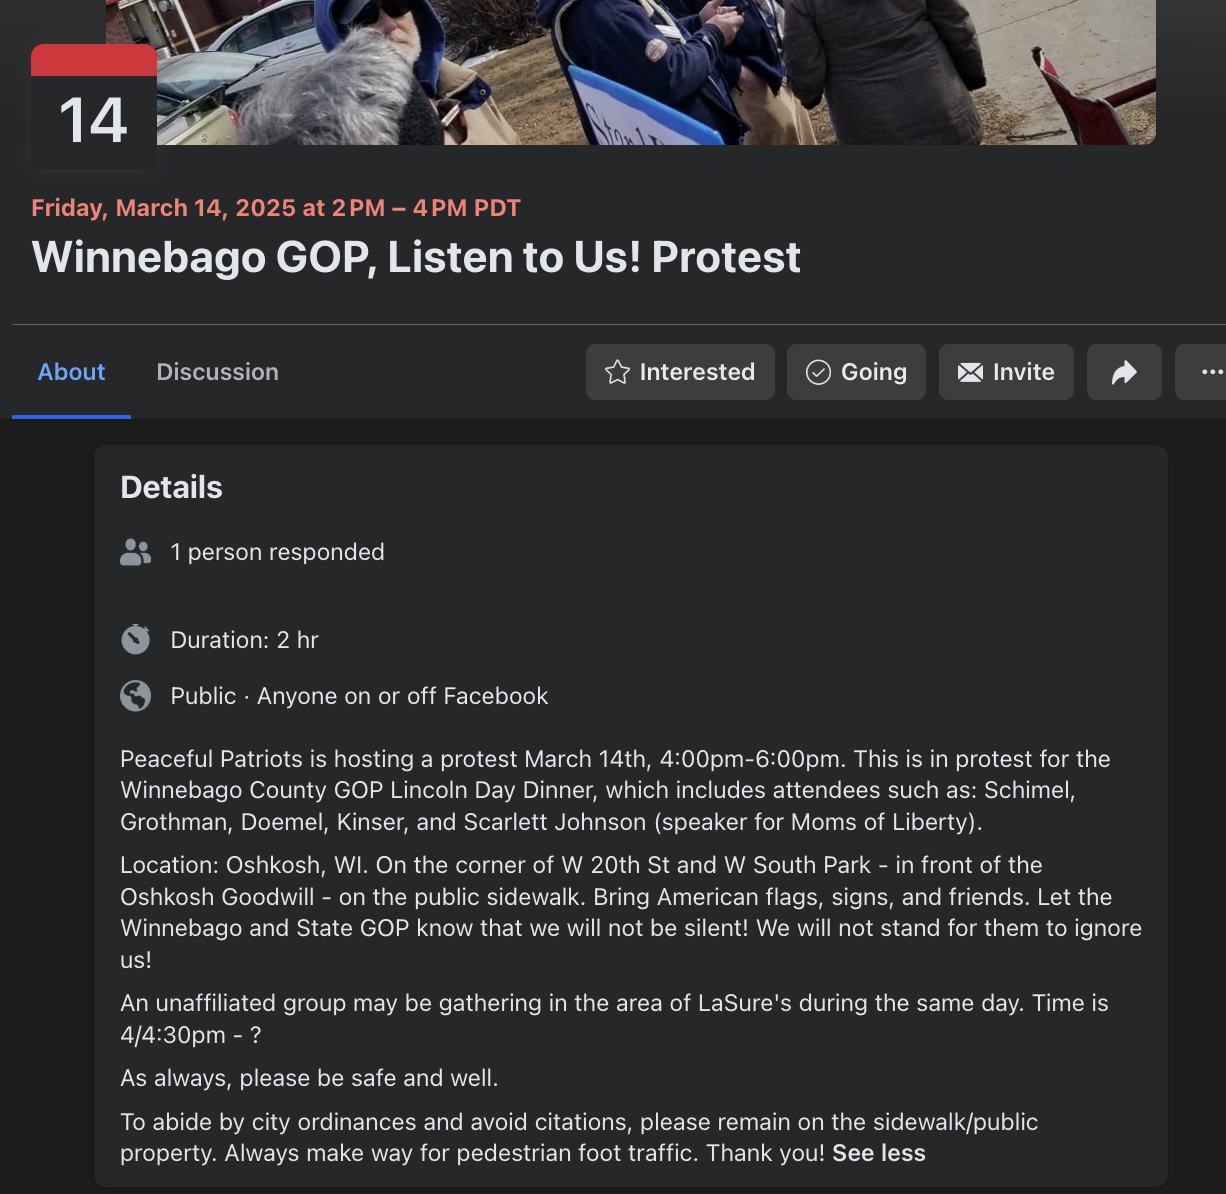 Stand
14
Friday, March 14, 2025 at 2 PM – 4 PM PDT
Winnebago GOP, Listen to Us! Protest
About
Discussion
Interested
Going
Invite
Details
1 person responded
Duration: 2 hr
Public · Anyone on or off Facebook
Peaceful Patriots is hosting a protest March 14th, 4:00pm-6:00pm. This is in protest for the
Winnebago County GOP Lincoln Day Dinner, which includes attendees such as: Schimel,
Grothman, Doemel, Kinser, and Scarlett Johnson (speaker for Moms of Liberty).
Location: Oshkosh, WI. On the corner of W 20th St and W South Park - in front of the
Oshkosh Goodwill - on the public sidewalk. Bring American flags, signs, and friends. Let the
Winnebago and State GOP know that we will not be silent! We will not stand for them to ignore
us!
An unaffiliated group may be gathering in the area of LaSure's during the same day. Time is
4/4:30pm - ?
As always, please be safe and well.
To abide by city ordinances and avoid citations, please remain on the sidewalk/public
property. Always make way for pedestrian foot traffic. Thank you! See less